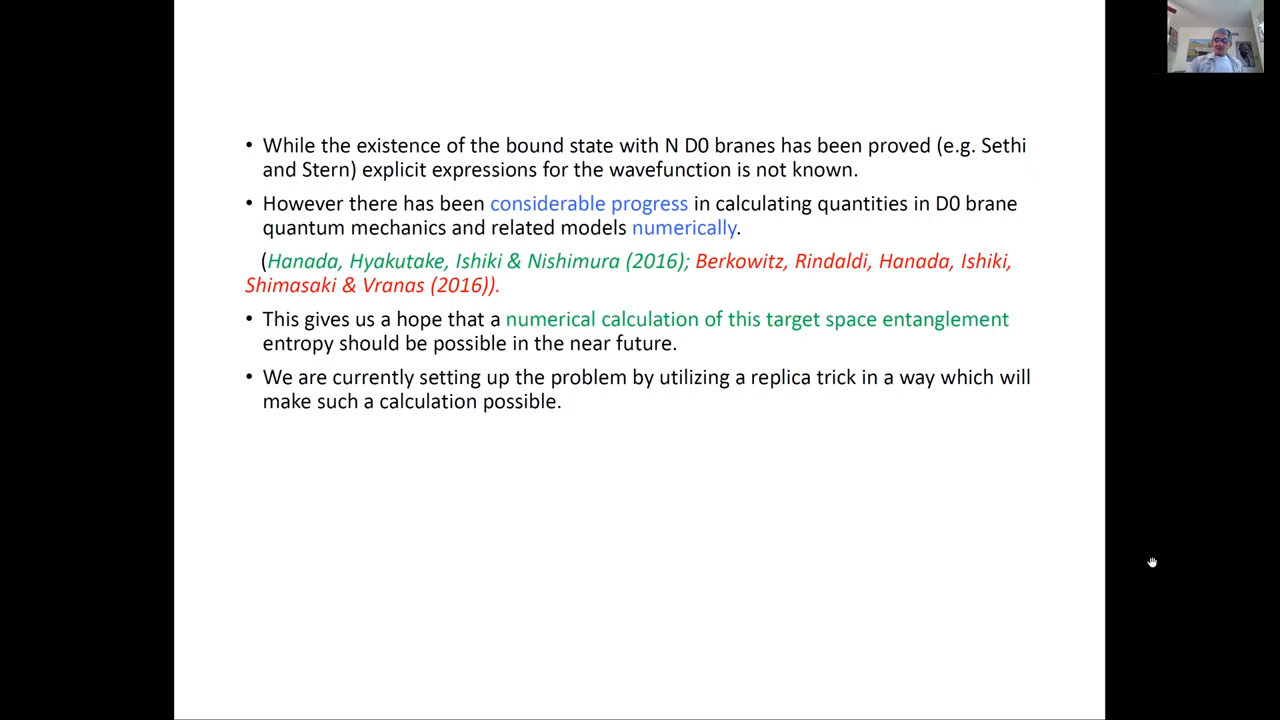 • While the existence of the bound state with N D0 branes has been proved (e.g. Sethi
and Stern) explicit expressions for the wavefunction is not known.
• However there has been considerable progress in calculating quantities in D0 brane
quantum mechanics and related models numerically.
(Hanada, Hyakutake, Ishiki & Nishimura (2016); Berkowitz, Rindaldi, Hanada, Ishiki,
Shimasaki & Vranas (2016)).
• This gives us a hope that a numerical calculation of this target space entanglement
entropy should be possible in the near future.
• We are currently setting up the problem by utilizing a replica trick in a way which will
make such a calculation possible.